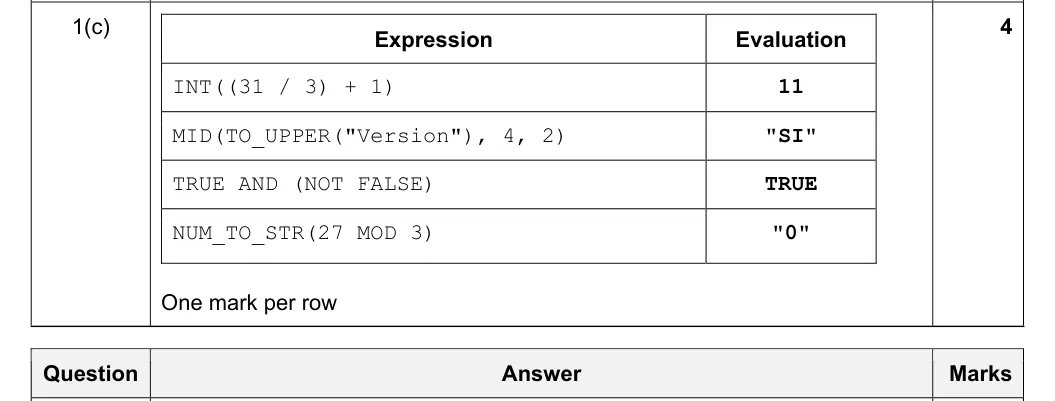 1(c)
Expression Evaluation 4
INT((31 / 3) + 1) 11
MID(TO_UPPER("Version"), 4, 2) "SI"
TRUE AND (NOT FALSE) TRUE
NUM_TO_STR(27 MOD 3) "0"
One mark per row
Question Answer Marks